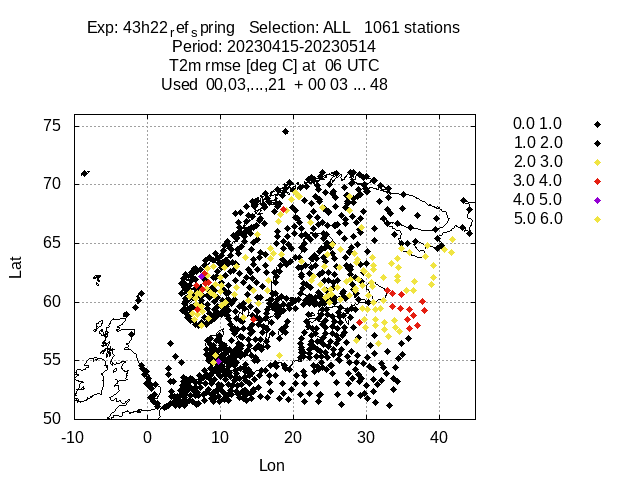 Exp: 43h22refspring   Selection: ALL   1061 stations
Period: 20230415-20230514
T2m rmse [deg C] at  06 UTC
Used  00,03,...,21  + 00 03 ... 48
75
70
65
60
55
50
Lat
-10 0 10 20 30 40
Lon
0.0 1.0
1.0 2.0
2.0 3.0
3.0 4.0
4.0 5.0
5.0 6.0